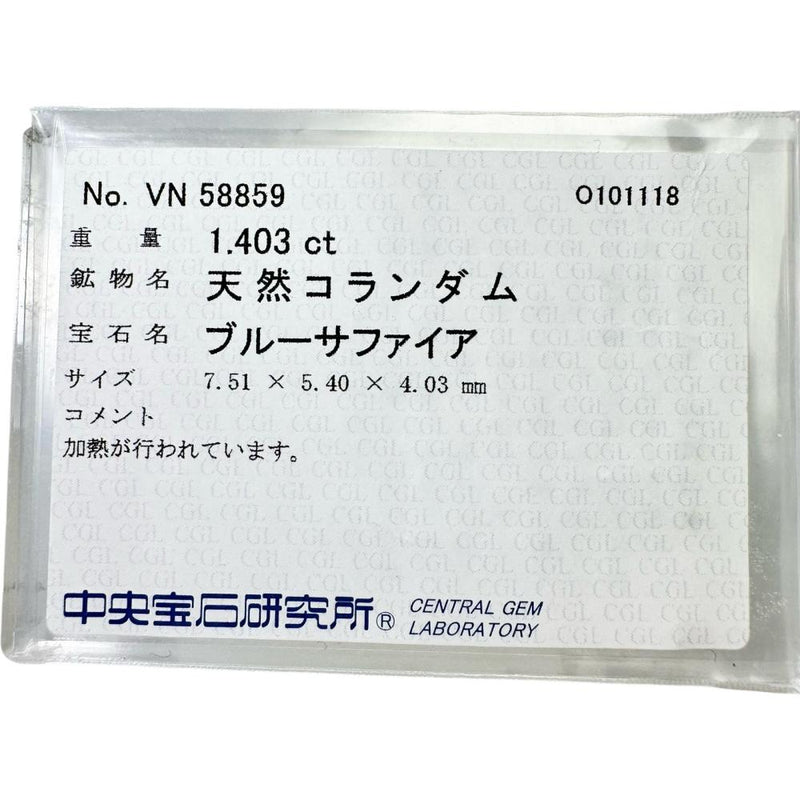 No. VN 58859 O101118
重量 1.403 ct
鉱物名 天然コランダム
宝石名 ブルーサファイア
サイズ 7.51 × 5.40 × 4.03 mm
コメント
加熱が行われています。
中央宝石研究所® CENTRAL GEM
LABORATORY